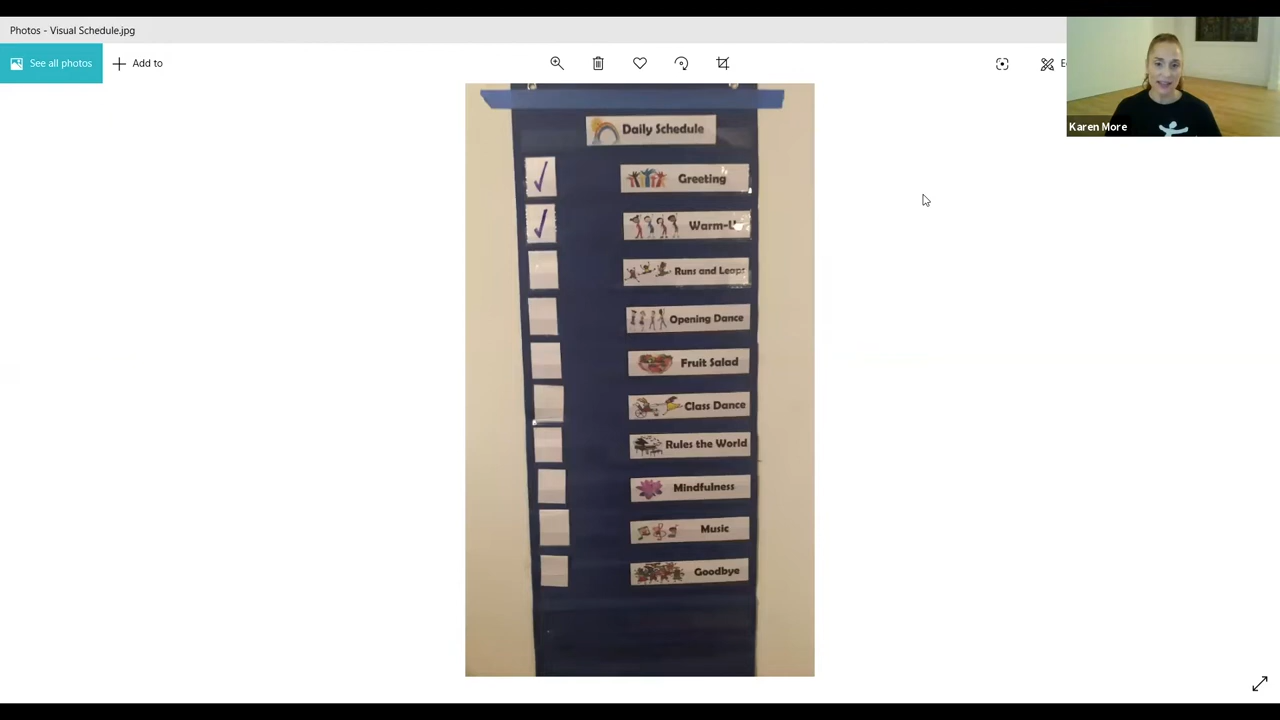 Photos - Visual Schedule.jpg
See all photos
Add to
Karen More
Daily Schedule
Greeting
Warm-U
Runs and Leaps
Opening Dance
Fruit Salad
Class Dance
Rules the World
Mindfulness
Music
Goodbye